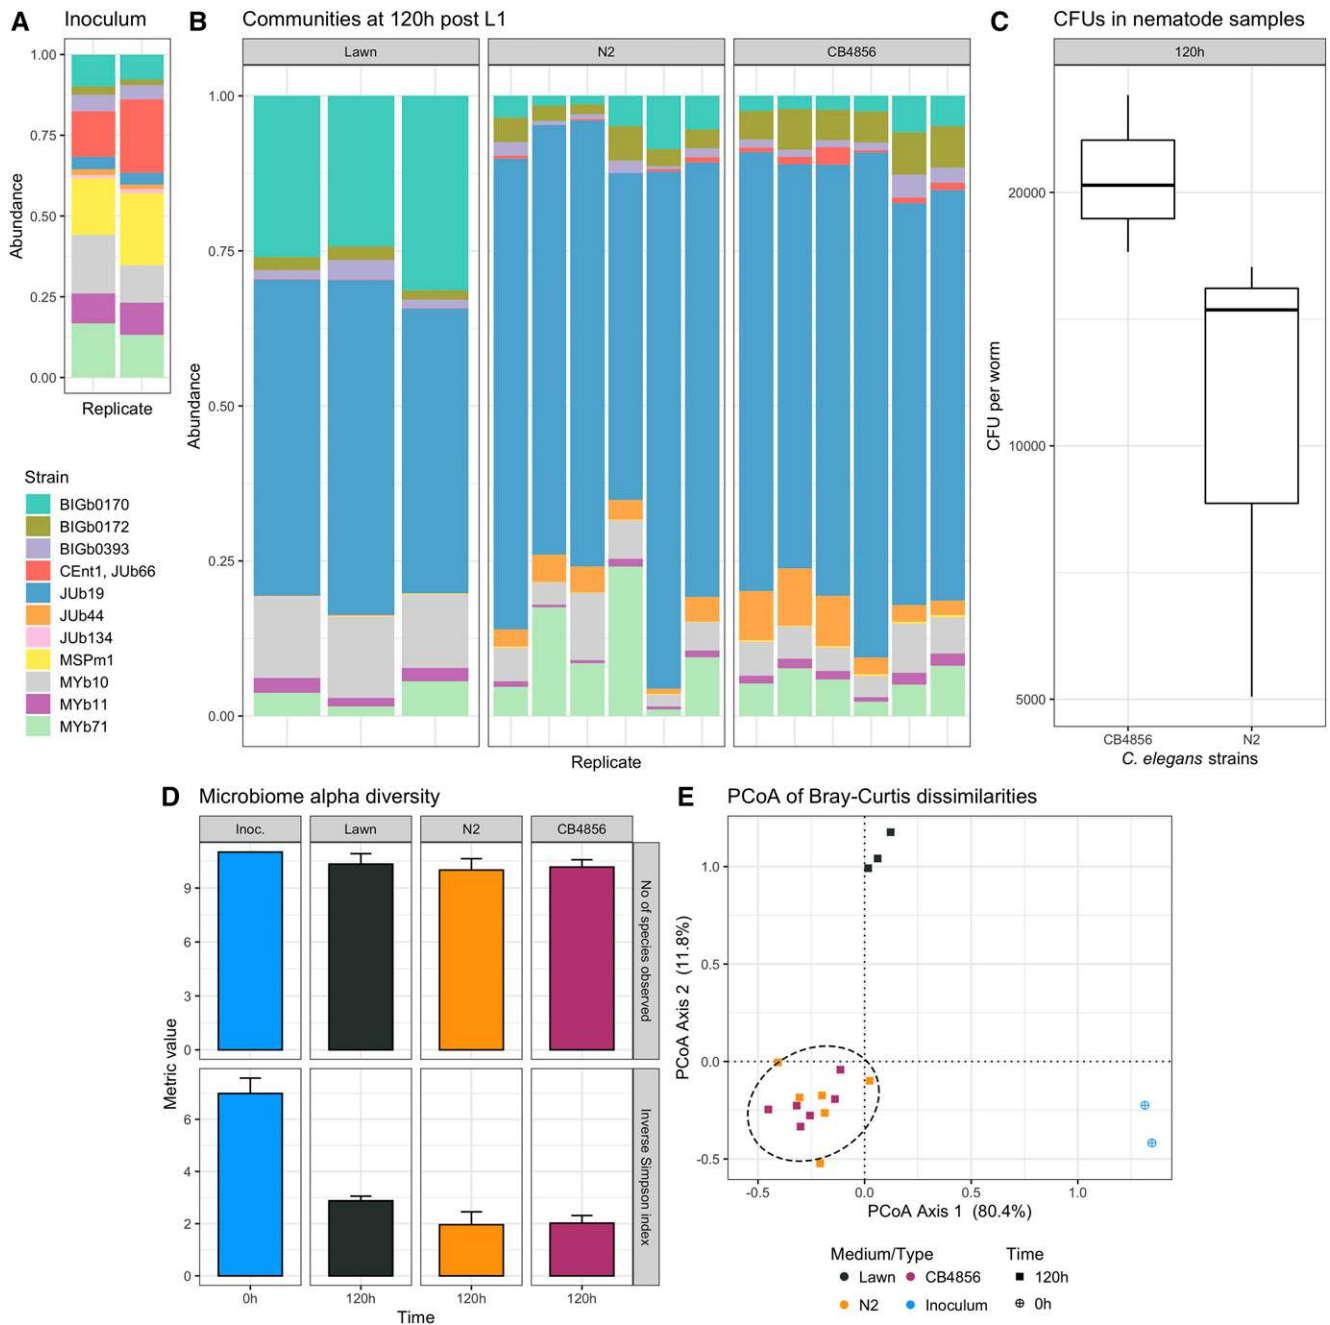 A Inoculum
1.00
0.75
0.50
0.25
0.00
Abundance
Replicate
Strain
BIGb0170
BIGb0172
BIGb0393
CEnt1, JUb66
JUb19
JUb44
JUb134
MSPm1
MYb10
MYb11
MYb71
B Communities at 120h post L1
Lawn N2 CB4856
1.00
0.75
0.50
0.25
0.00
Abundance
Replicate
C CFUs in nematode samples
120h
20000
10000
5000
CFU per worm
CB4856 N2
C. elegans strains
D Microbiome alpha diversity
Inoc. Lawn N2 CB4856
9
6
3
0
No of species observed
Metric value
6
4
2
0
Inverse Simpson index
0h 120h 120h 120h
Time
E PCoA of Bray-Curtis dissimilarities
1.0
0.5
0.0
-0.5
PCoA Axis 2 (11.8%)
-0.5 0.0 0.5 1.0
PCoA Axis 1 (80.4%)
Medium/Type Time
Lawn CB4856 120h
N2 Inoculum 0h